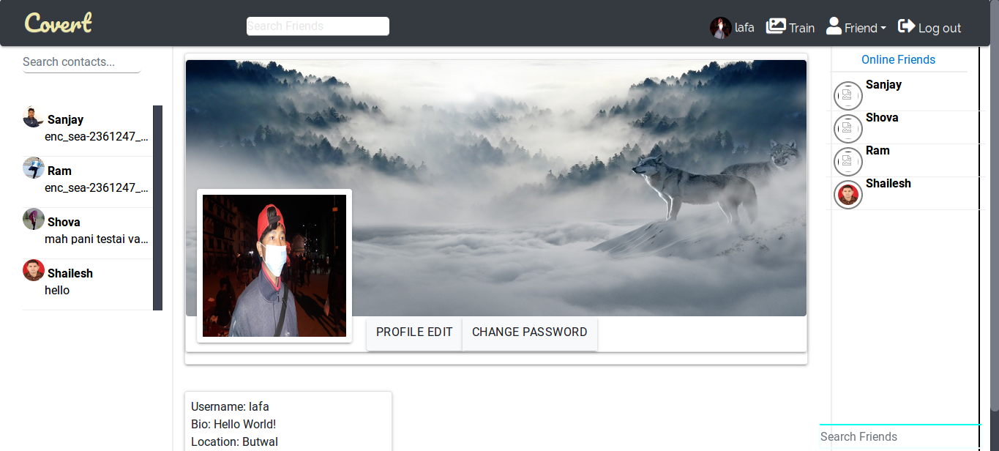 Covert
Search Friends
lafa
Train
Friend
Log out
Search contacts...
Sanjay
enc_sea-2361247_...
Ram
enc_sea-2361247_...
Shova
mah pani testai va...
Shailesh
hello
PROFILE EDIT
CHANGE PASSWORD
Username: lafa
Bio: Hello World!
Location: Butwal
Online Friends
Sanjay
Shova
Ram
Shailesh
Search Friends